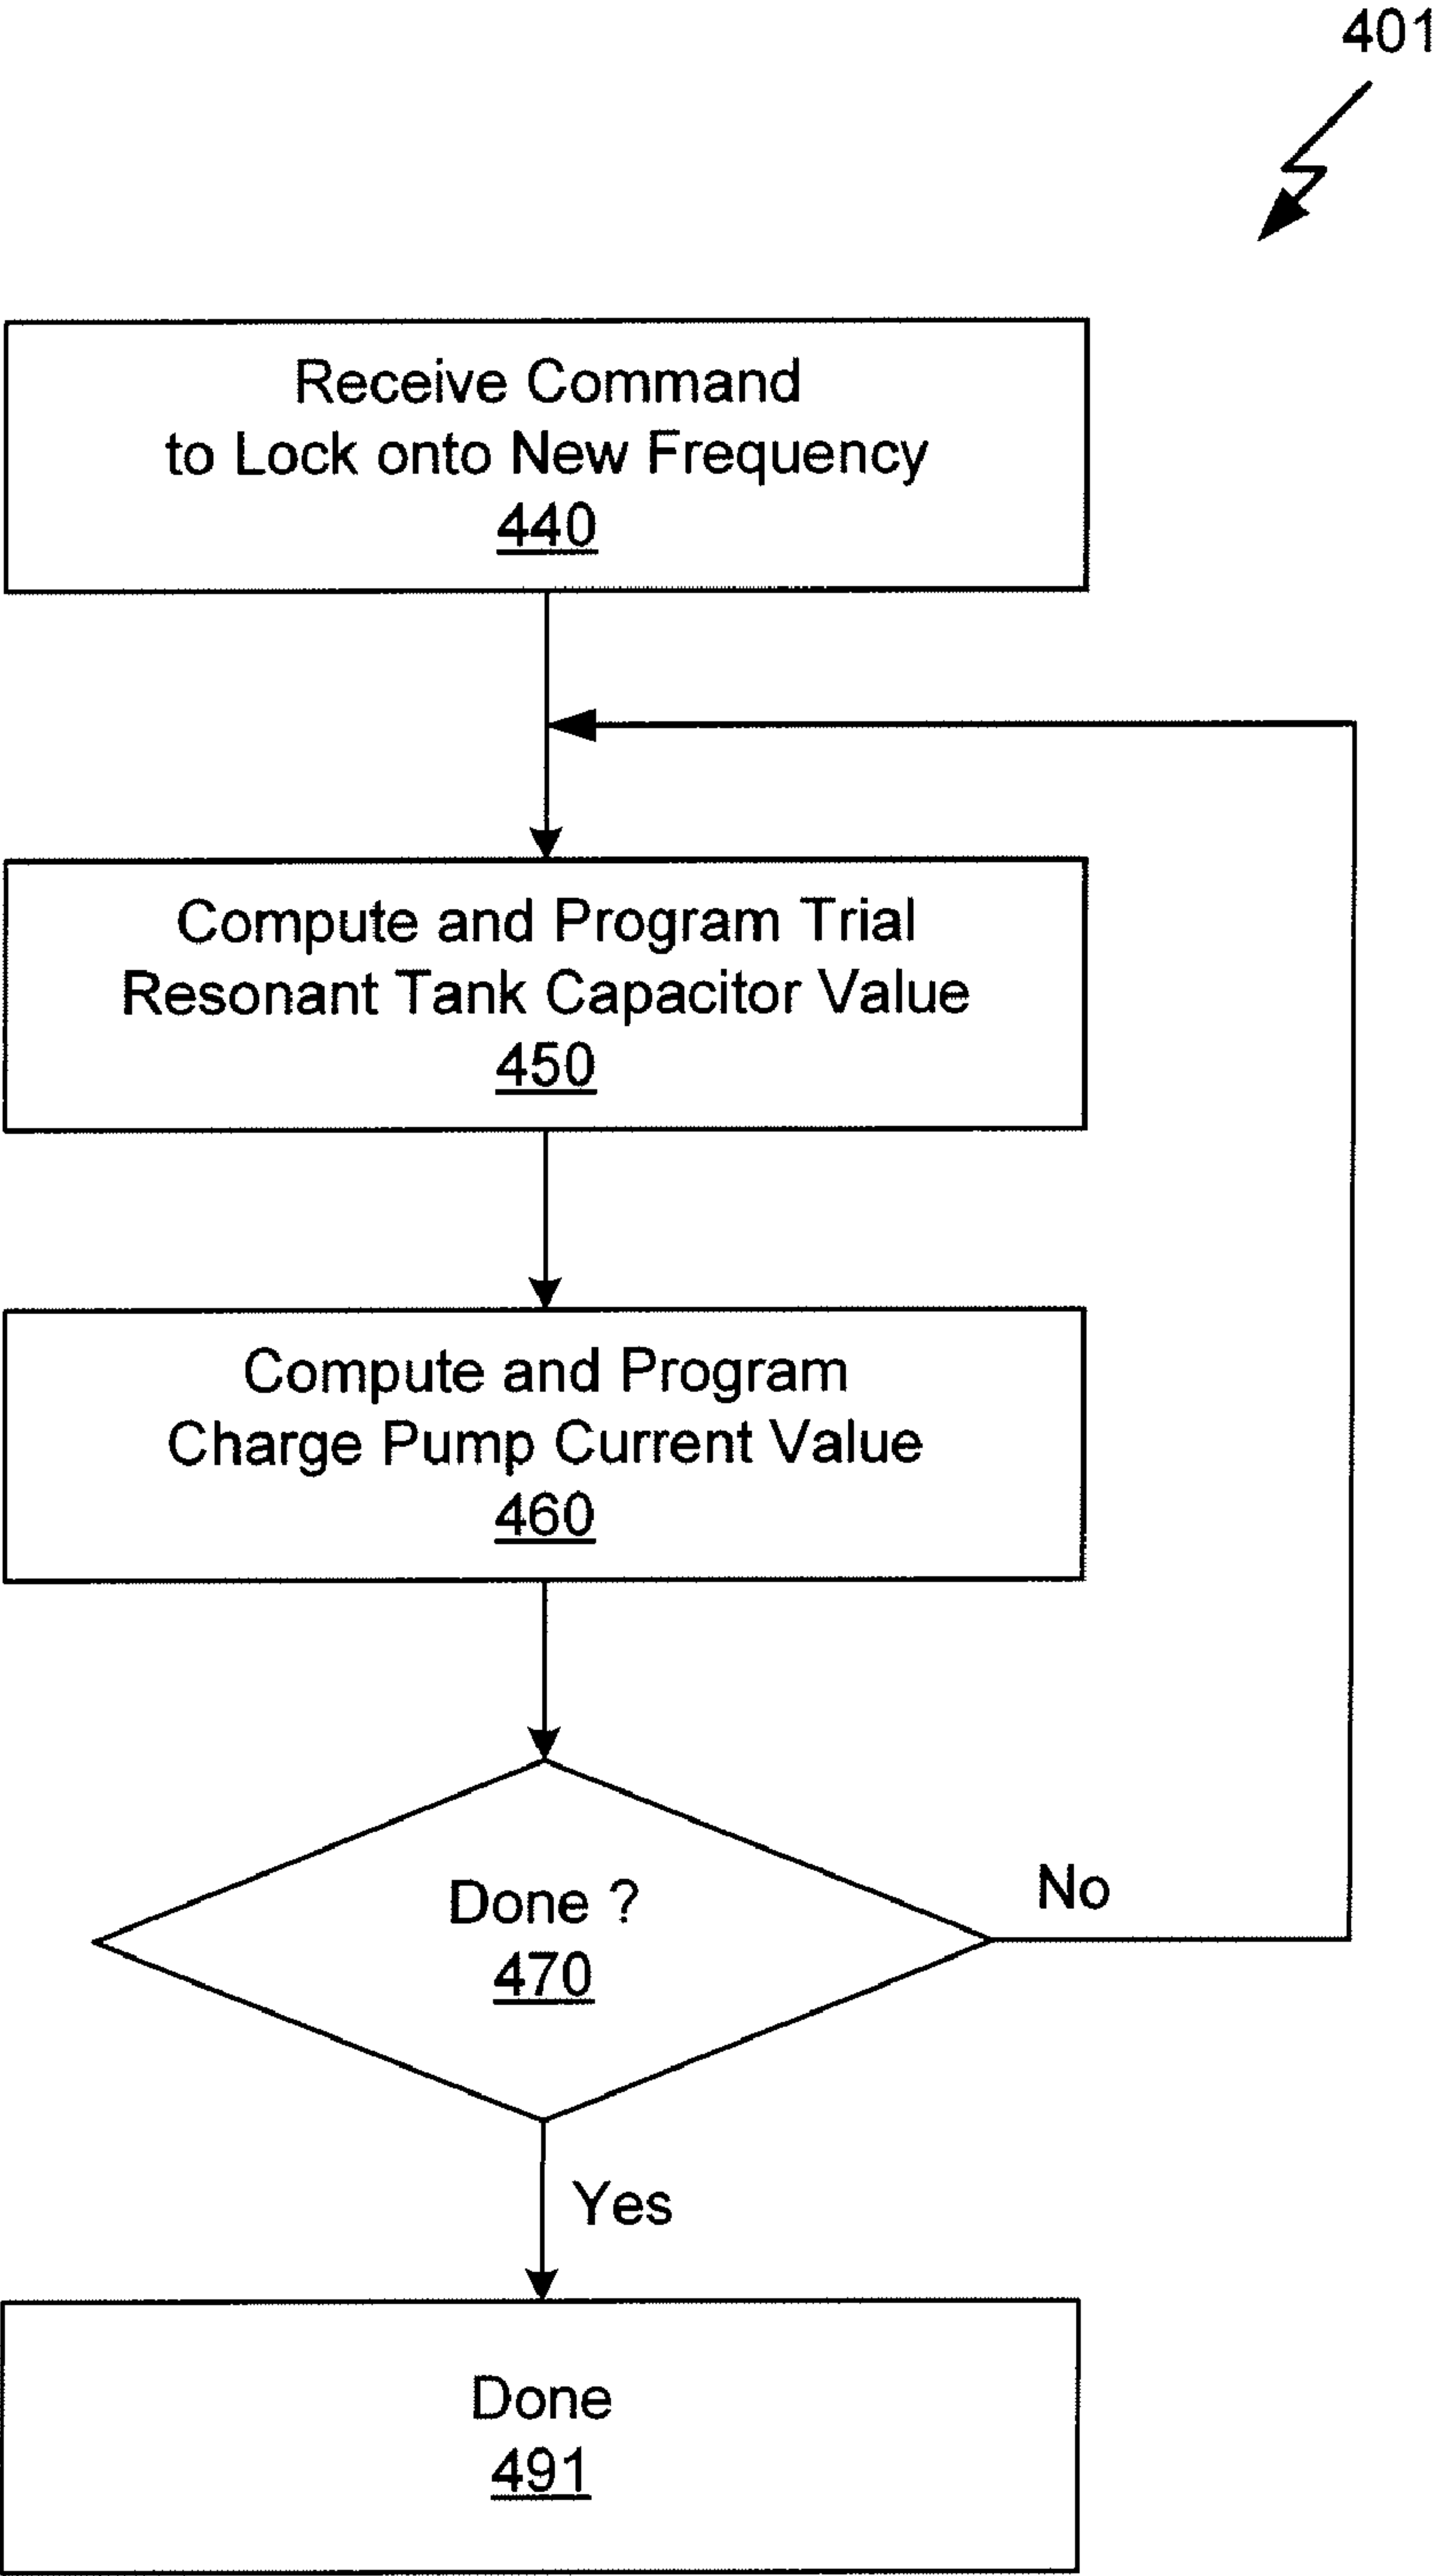 401
Receive Command
to Lock onto New Frequency
440
Compute and Program Trial
Resonant Tank Capacitor Value
450
Compute and Program
Charge Pump Current Value
460
Done ?
470
No
Yes
Done
491